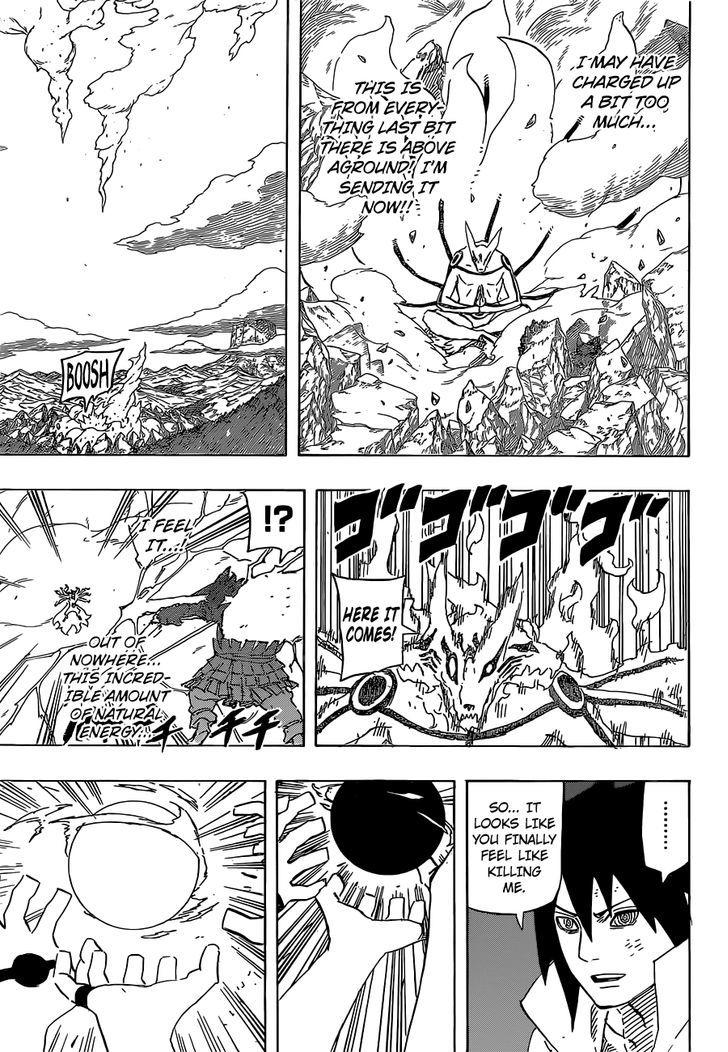 I MAY HAVE
CHARGED UP
A BIT TOO
MUCH...
THIS IS
FROM EVERY-
THING LAST BIT
THERE IS ABOVE
AGROUND! I'M
SENDING IT
NOW!!
BOOSH
ゴゴゴゴ
HERE IT
COMES!
!?
I FEEL
IT...!!
OUT OF
NOWHERE...
THIS INCRED-
IBLE AMOUNT
OF NATURAL
ENERGY...
チチチ
.........
SO... IT
LOOKS LIKE
YOU FINALLY
FEEL LIKE
KILLING
ME.